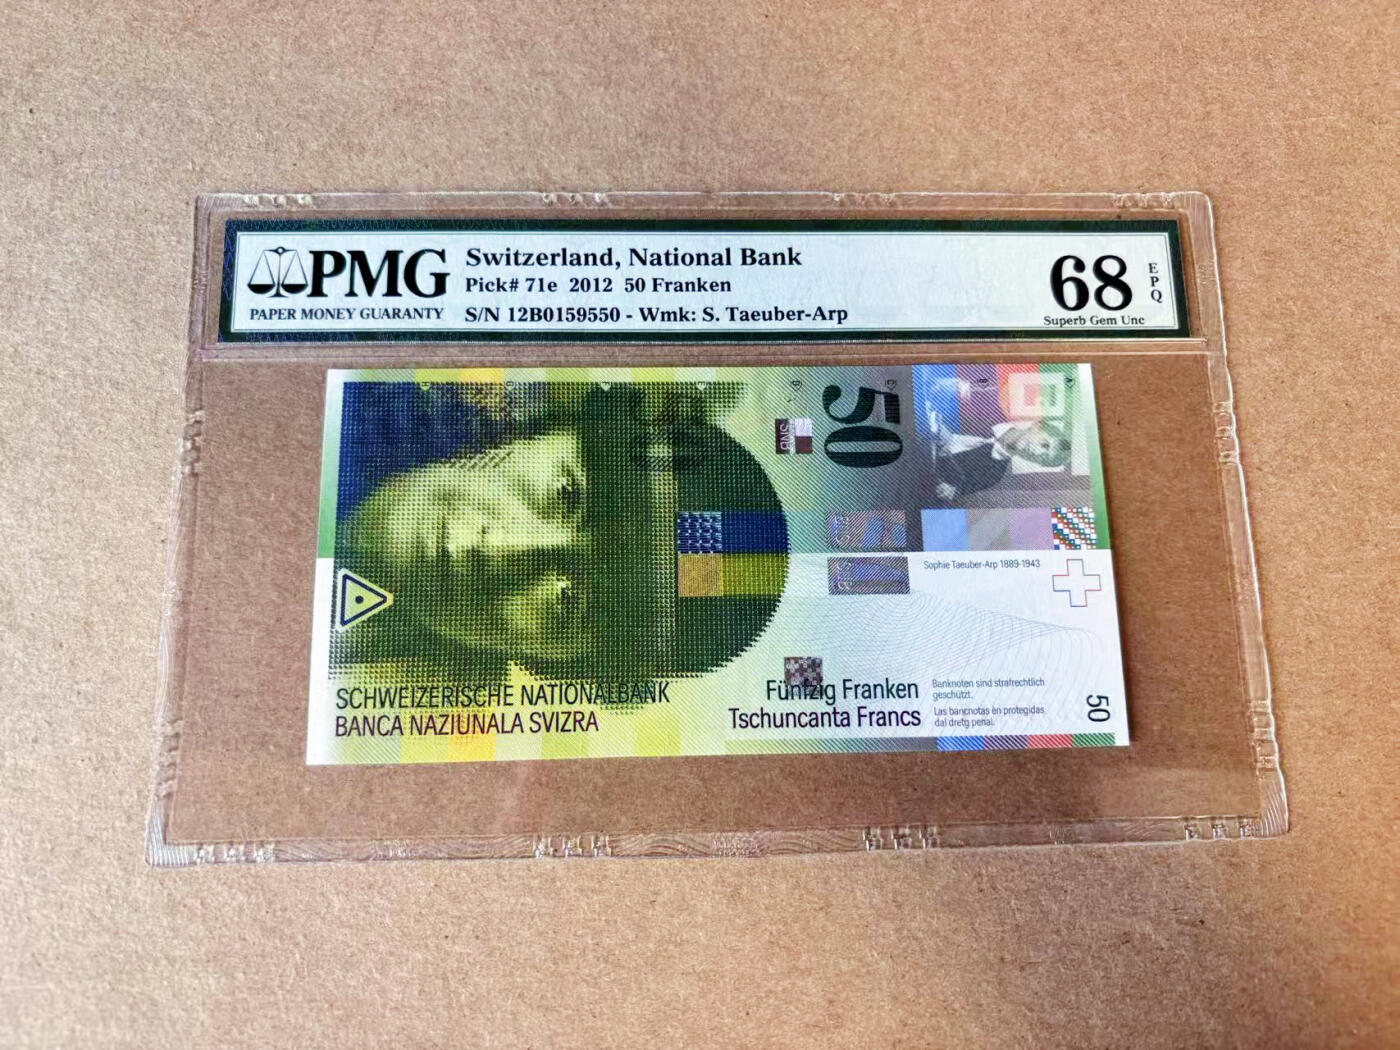 PMG
PAPER MONEY GUARANTY
Switzerland, National Bank
Pick# 71e 2012 50 Franken
S/N 12B0159550 - Wmk: S. Taeuber-Arp
68
EPQ
Superb Gem Unc
50
SNB
Sophie Taeuber-Arp 1889-1943
SCHWEIZERISCHE NATIONALBANK
BANCA NAZIUNALA SVIZRA
Fünfzig Franken
Tschuncanta Francs
Banknoten sind strafrechtlich
geschützt.
Las bancnotas èn protegidas
dal dretg penal.
50